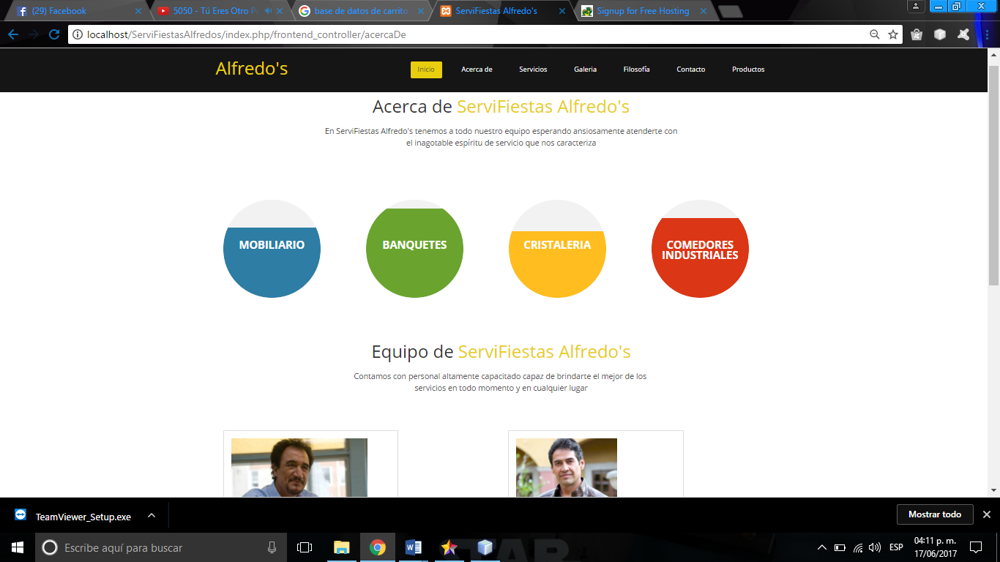 (29) Facebook
5050 - Tú Eres Otro P
base de datos de carrito
ServiFiestas Alfredo's
Signup for Free Hosting
localhost/ServiFiestasAlfredos/index.php/frontend_controller/acercaDe
Alfredo's
Inicio
Acerca de
Servicios
Galeria
Filosofía
Contacto
Productos
Acerca de ServiFiestas Alfredo's
En ServiFiestas Alfredo's tenemos a todo nuestro equipo esperando ansiosamente atenderte con
el inagotable espíritu de servicio que nos caracteriza
MOBILIARIO
BANQUETES
CRISTALERIA
COMEDORES
INDUSTRIALES
Equipo de ServiFiestas Alfredo's
Contamos con personal altamente capacitado capaz de brindarte el mejor de los
servicios en todo momento y en cualquier lugar
TeamViewer_Setup.exe
Mostrar todo
Escribe aquí para buscar
ESP
04:11 p. m.
17/06/2017